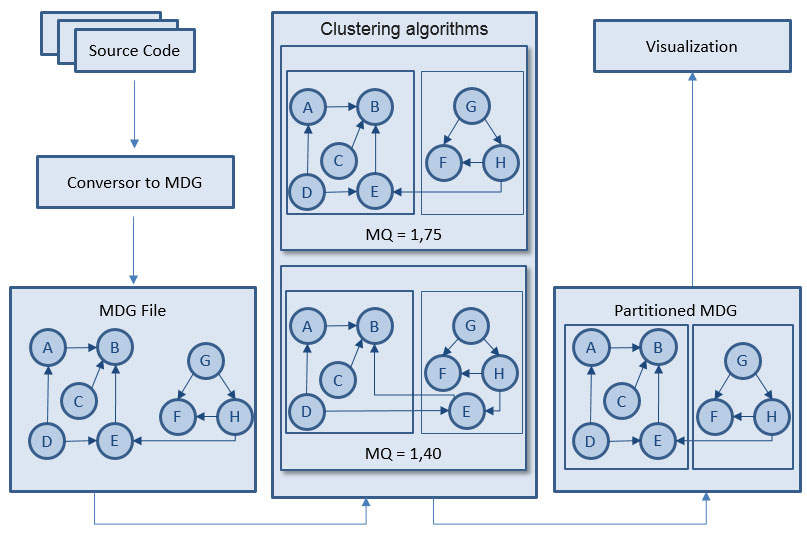 Source Code
Conversor to MDG
MDG File
A
B
G
C
F
H
D
E
Clustering algorithms
A
B
G
C
F
H
D
E
MQ = 1,75
A
B
G
C
F
H
D
E
MQ = 1,40
Visualization
Partitioned MDG
A
B
G
C
F
H
D
E